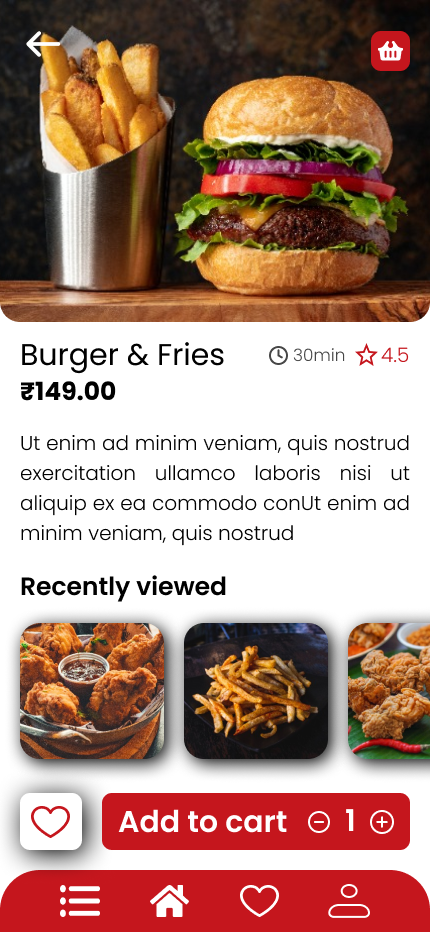 Burger & Fries
30min
4.5
₹149.00
Ut enim ad minim veniam, quis nostrud
exercitation ullamco laboris nisi ut
aliquip ex ea commodo conUt enim ad
minim veniam, quis nostrud
Recently viewed
Add to cart
1